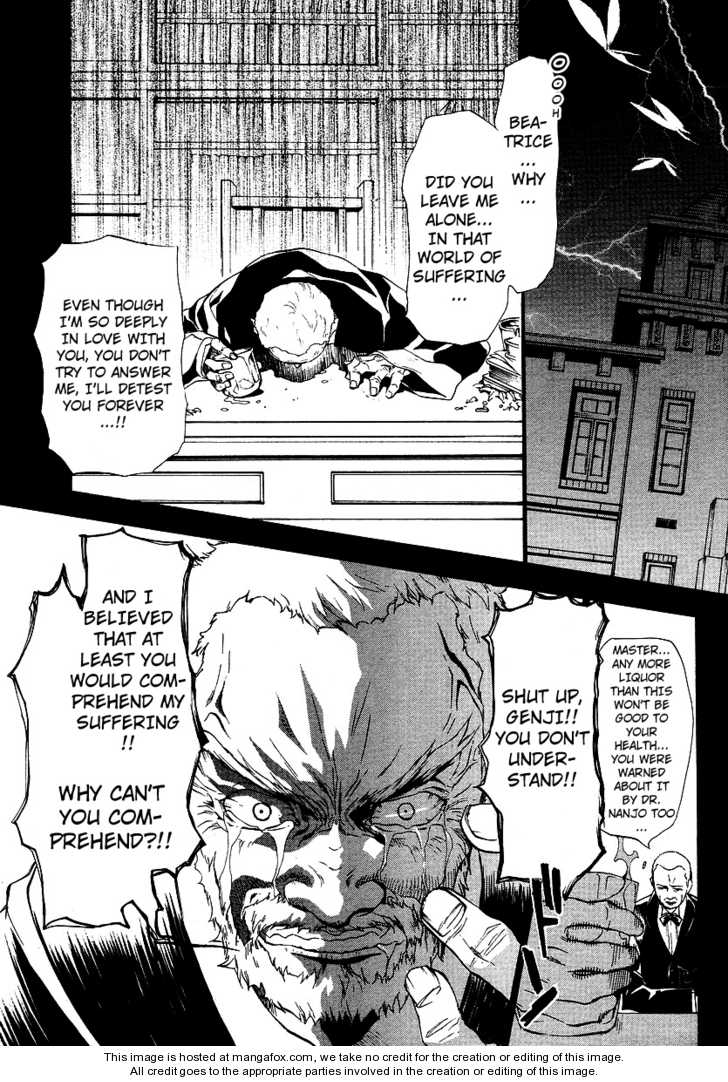 OOOH
BEA-
TRICE
...
WHY
...
DID YOU
LEAVE ME
ALONE...
IN THAT
WORLD OF
SUFFERING
...
EVEN THOUGH
I'M SO DEEPLY
IN LOVE WITH
YOU, YOU DON'T
TRY TO ANSWER
ME, I'LL DETEST
YOU FOREVER
...!!
MASTER...
ANY MORE
LIQUOR
THAN THIS
WON'T BE
GOOD TO
YOUR
HEALTH...
YOU WERE
WARNED
ABOUT IT
BY DR.
NANJO TOO
...
SHUT UP,
GENJI!!
YOU DON'T
UNDER-
STAND!!
ドン
AND I
BELIEVED
THAT AT
LEAST YOU
WOULD COM-
PREHEND MY
SUFFERING
!!
WHY CAN'T
YOU COM-
PREHEND?!!
This image is hosted at mangafox.com, we take no credit for the creation or editing of this image.
All credit goes to the appropriate parties involved in the creation or editing of this image.